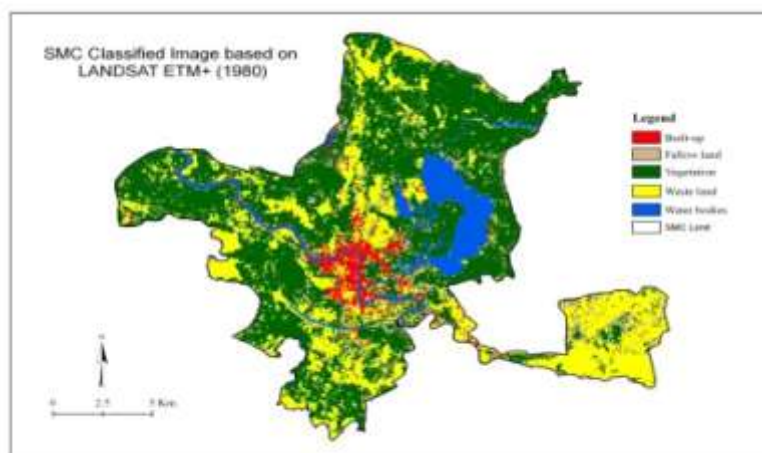 SMC Classified Image based on
LANDSAT ETM+ (1980)
Legend
Built-up
Fallow land
Vegetation
Waste land
Water bodies
SMC Limit
N
0 2.5 5 Km